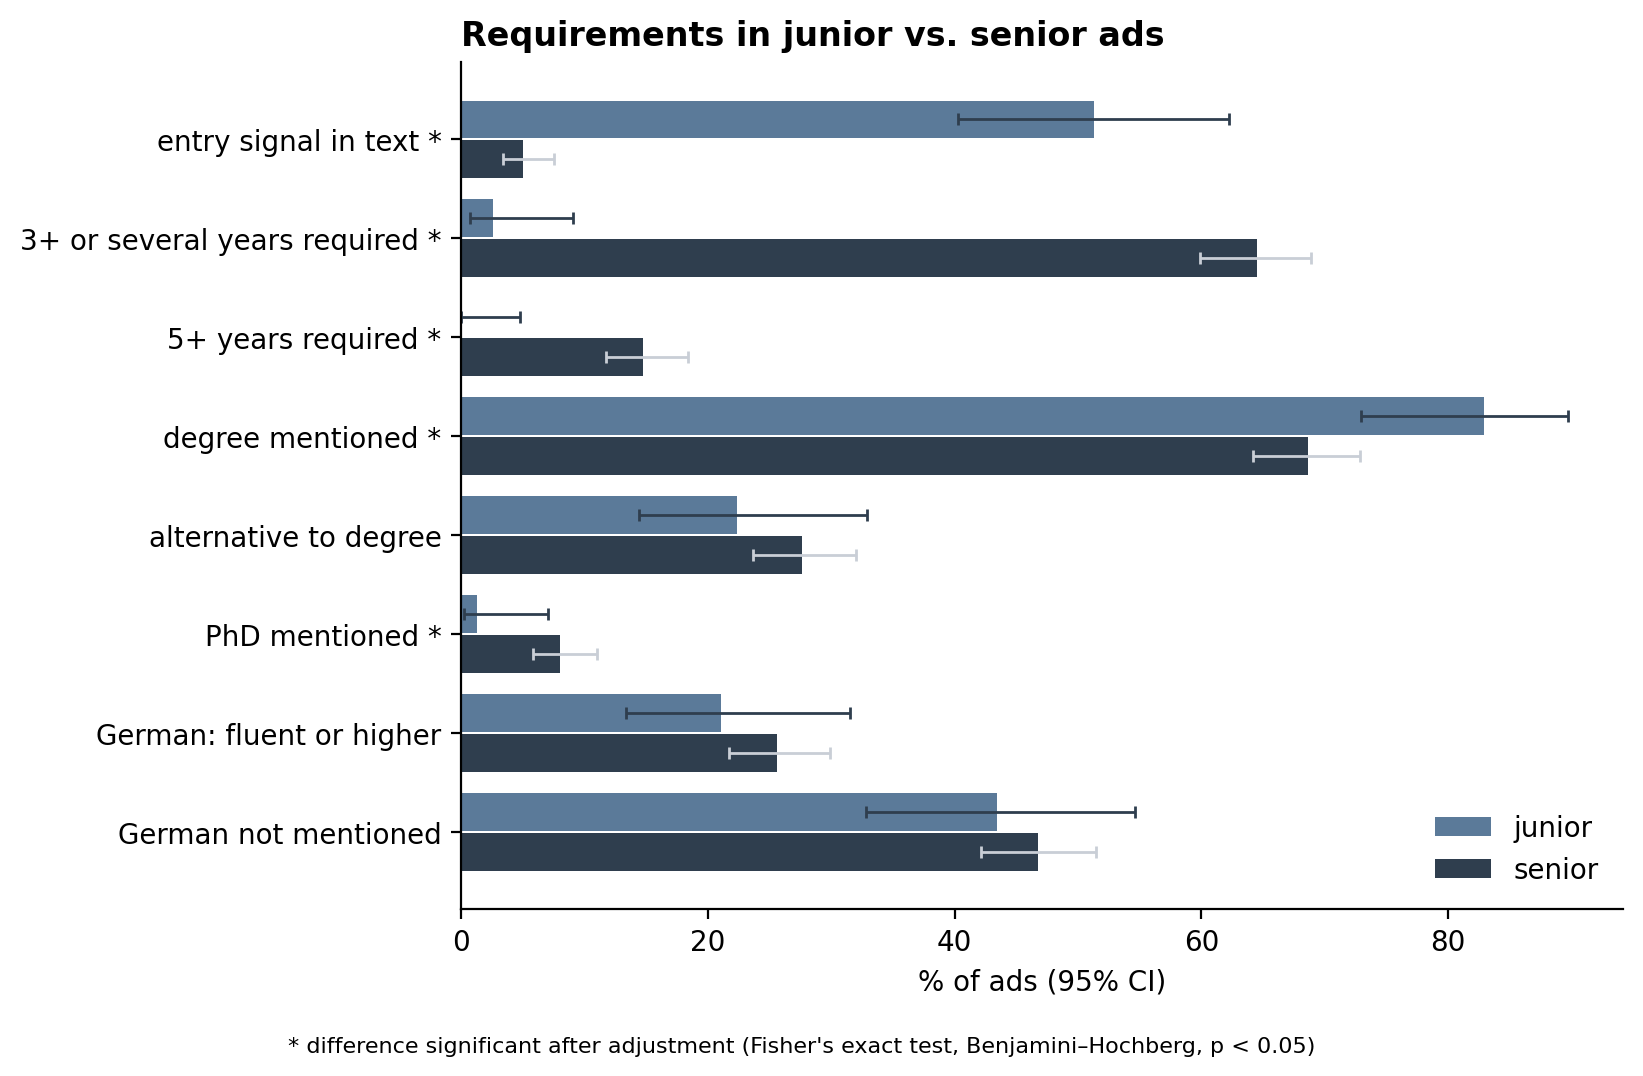 Requirements in junior vs. senior ads
entry signal in text *
3+ or several years required *
5+ years required *
degree mentioned *
alternative to degree
PhD mentioned *
German: fluent or higher
German not mentioned
junior
senior
0 20 40 60 80
% of ads (95% CI)
* difference significant after adjustment (Fisher's exact test, Benjamini–Hochberg, p < 0.05)